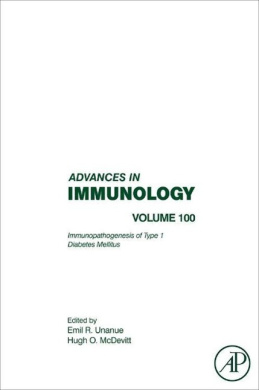 ADVANCES IN
IMMUNOLOGY
VOLUME 100
Immunopathogenesis of Type 1
Diabetes Mellitus
Edited by
Emil R. Unanue
Hugh O. McDevitt
AP